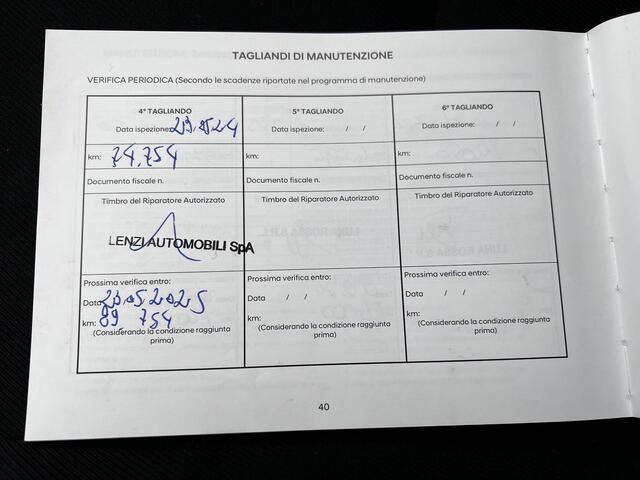 TAGLIANDI DI MANUTENZIONE
VERIFICA PERIODICA (Secondo le scadenze riportate nel programma di manutenzione)
4° TAGLIANDO
Data ispezione: 23/05/24
km: 74.754
Documento fiscale n.
Timbro del Riparatore Autorizzato
LENZI AUTOMOBILI SpA
Prossima verifica entro:
Data 23.05.2025
km: 89 754
(Considerando la condizione raggiunta
prima)
5° TAGLIANDO
Data ispezione: / /
km:
Documento fiscale n.
Timbro del Riparatore Autorizzato
Prossima verifica entro:
Data / /
km:
(Considerando la condizione raggiunta
prima)
6° TAGLIANDO
Data ispezione: / /
km:
Documento fiscale n.
Timbro del Riparatore Autorizzato
Prossima verifica entro:
Data / /
km:
(Considerando la condizione raggiunta
prima)
40